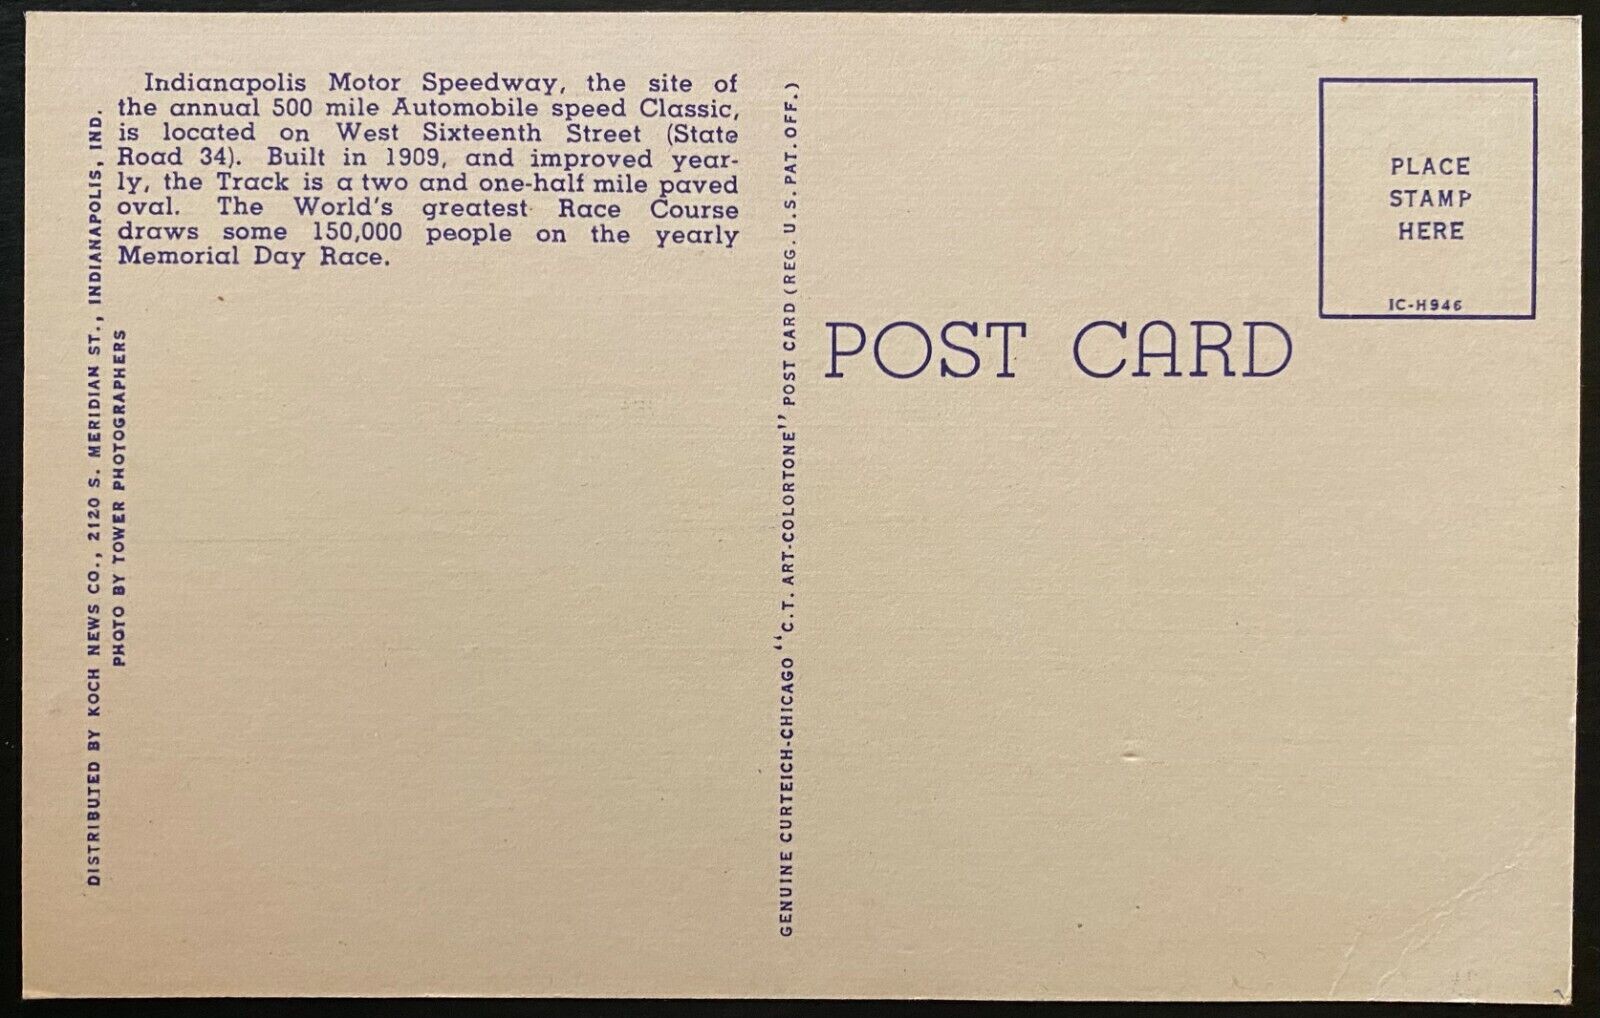 Indianapolis Motor Speedway, the site of
the annual 500 mile Automobile speed Classic,
is located on West Sixteenth Street (State
Road 34). Built in 1909, and improved year-
ly, the Track is a two and one-half mile paved
oval. The World's greatest Race Course
draws some 150,000 people on the yearly
Memorial Day Race.
DISTRIBUTED BY KOCH NEWS CO., 2120 S. MERIDIAN ST., INDIANAPOLIS, IND.
PHOTO BY TOWER PHOTOGRAPHERS
GENUINE CURTEICH-CHICAGO "C.T. ART-COLORTONE" POST CARD (REG. U.S. PAT. OFF.)
POST CARD
PLACE
STAMP
HERE
1C-H946